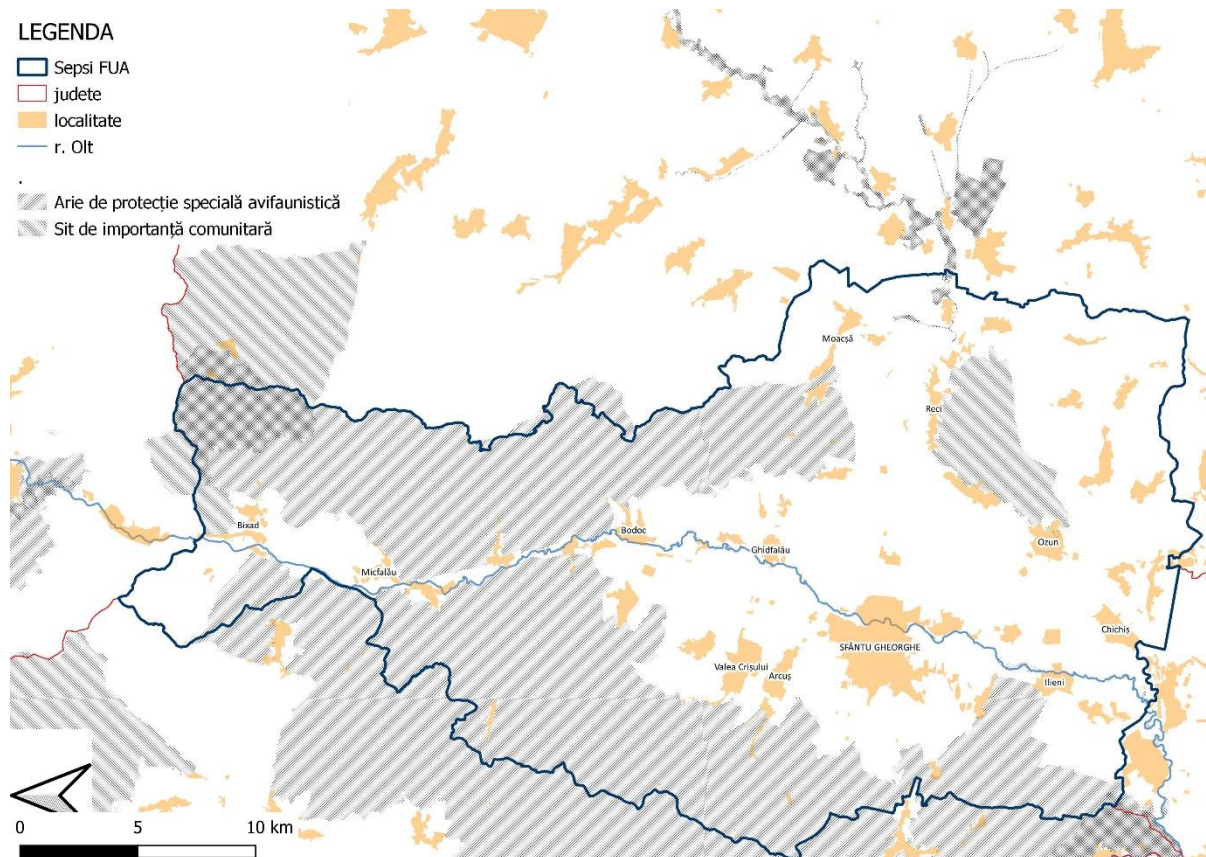 LEGENDA
Sepsi FUA
judete
localitate
r. Olt
.
Arie de protecție specială avifaunistică
Sit de importanță comunitară
Moacșă
Reci
Bixad
Bodoc
Ozun
Ghidfalău
Micfalău
Chichiș
SFÂNTU GHEORGHE
Valea Crișului
Arcuș
Ilieni
0 5 10 km